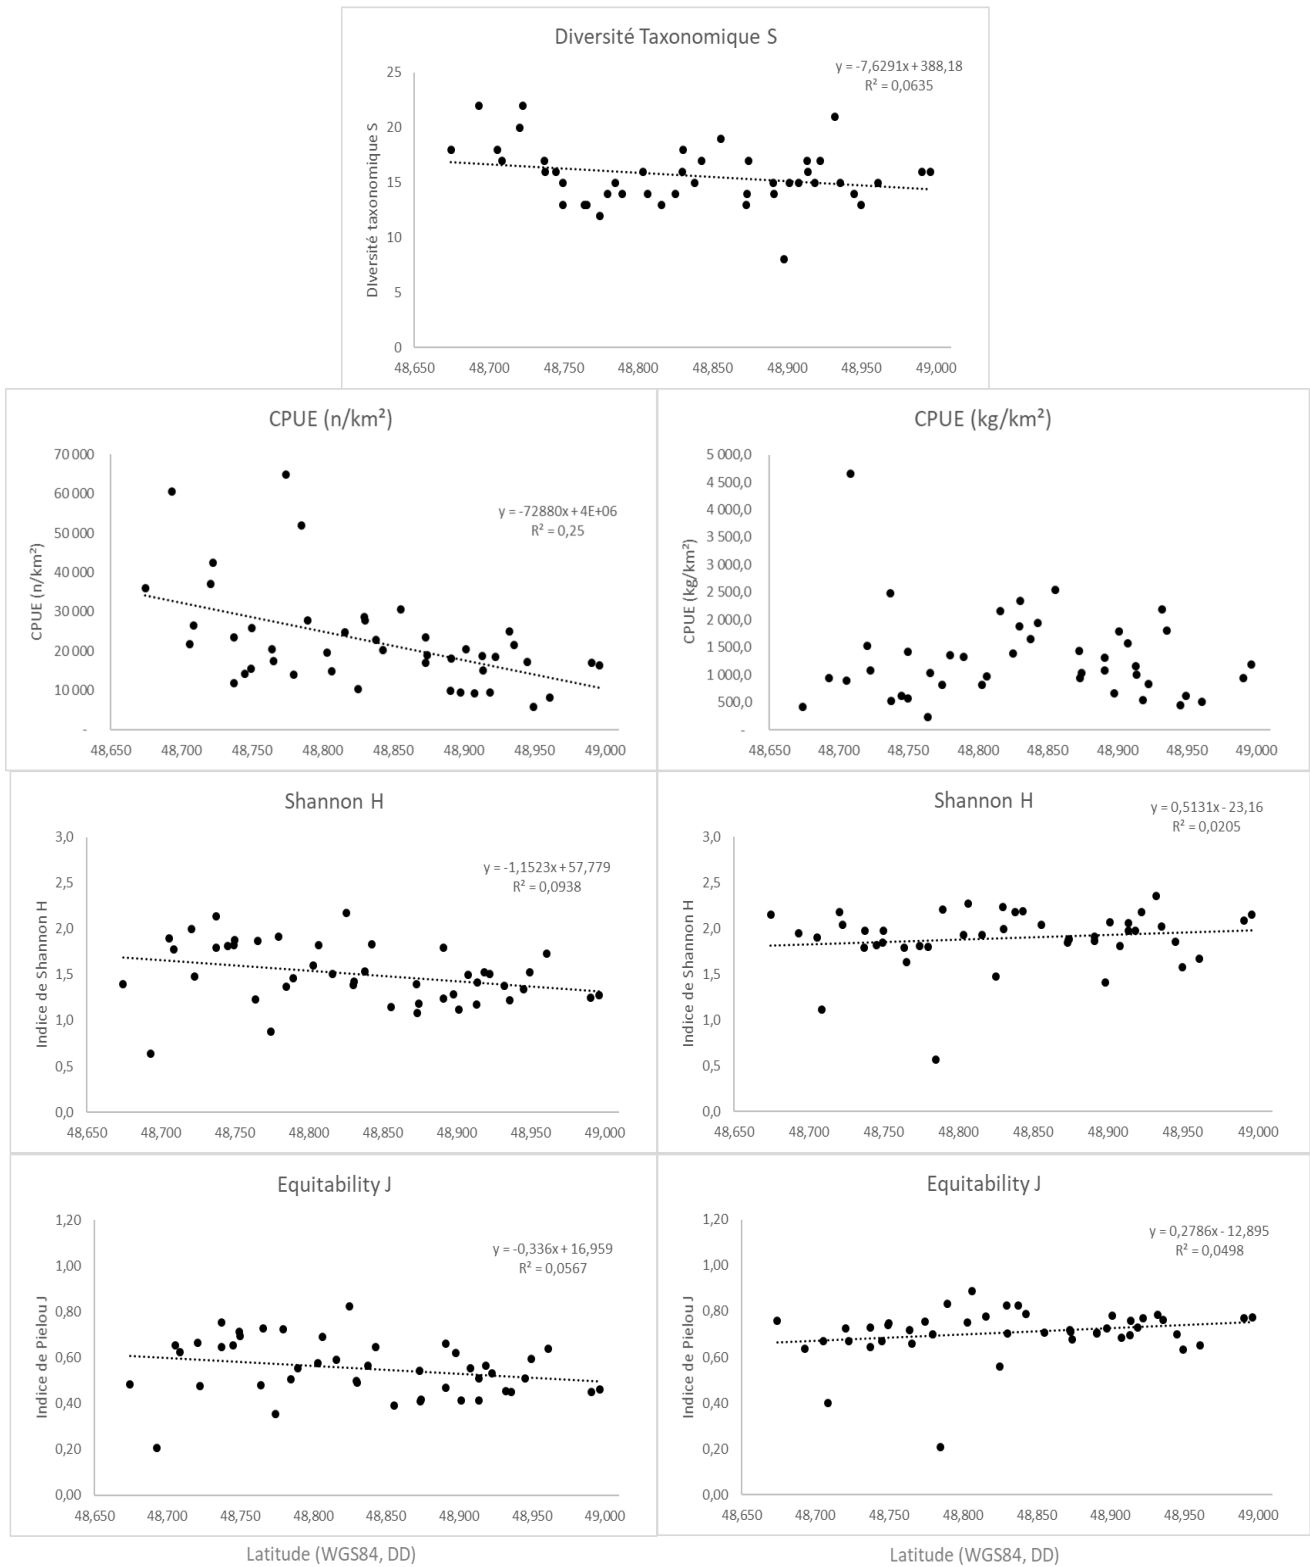 Diversité Taxonomique S
y = -7,6291x + 388,18
R² = 0,0635
DIversité taxonomique S
25
20
15
10
5
0
48,650 48,700 48,750 48,800 48,850 48,900 48,950 49,000
CPUE (n/km²)
y = -72880x + 4E+06
R² = 0,25
CPUE (n/km²)
70 000
60 000
50 000
40 000
30 000
20 000
10 000
-
48,650 48,700 48,750 48,800 48,850 48,900 48,950 49,000
CPUE (kg/km²)
CPUE (kg/km²)
5 000,0
4 500,0
4 000,0
3 500,0
3 000,0
2 500,0
2 000,0
1 500,0
1 000,0
500,0
-
48,650 48,700 48,750 48,800 48,850 48,900 48,950 49,000
Shannon H
y = -1,1523x + 57,779
R² = 0,0938
Indice de Shannon H
3,0
2,5
2,0
1,5
1,0
0,5
0,0
48,650 48,700 48,750 48,800 48,850 48,900 48,950 49,000
Shannon H
y = 0,5131x - 23,16
R² = 0,0205
Indice de Shannon H
3,0
2,5
2,0
1,5
1,0
0,5
0,0
48,650 48,700 48,750 48,800 48,850 48,900 48,950 49,000
Equitability J
y = -0,336x + 16,959
R² = 0,0567
Indice de Pielou J
1,20
1,00
0,80
0,60
0,40
0,20
0,00
48,650 48,700 48,750 48,800 48,850 48,900 48,950 49,000
Latitude (WGS84, DD)
Equitability J
y = 0,2786x - 12,895
R² = 0,0498
Indice de Pielou J
1,20
1,00
0,80
0,60
0,40
0,20
0,00
48,650 48,700 48,750 48,800 48,850 48,900 48,950 49,000
Latitude (WGS84, DD)